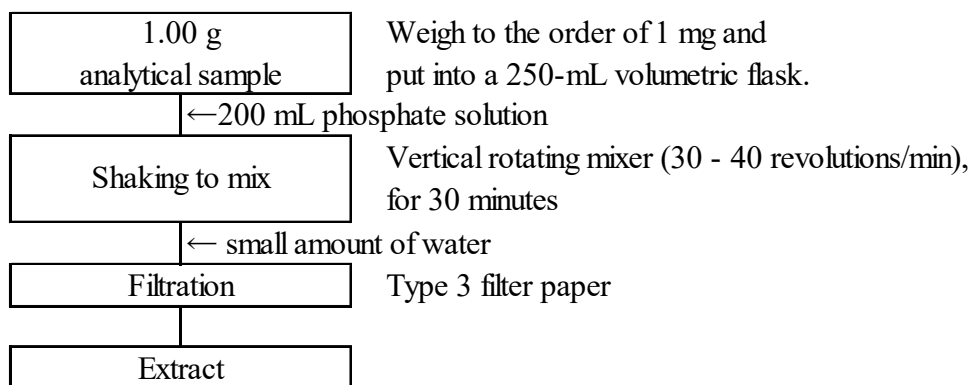 1.00 g
analytical sample
Weigh to the order of 1 mg and
put into a 250-mL volumetric flask.
←200 mL phosphate solution
Shaking to mix
Vertical rotating mixer (30 - 40 revolutions/min),
for 30 minutes
← small amount of water
Filtration
Type 3 filter paper
Extract